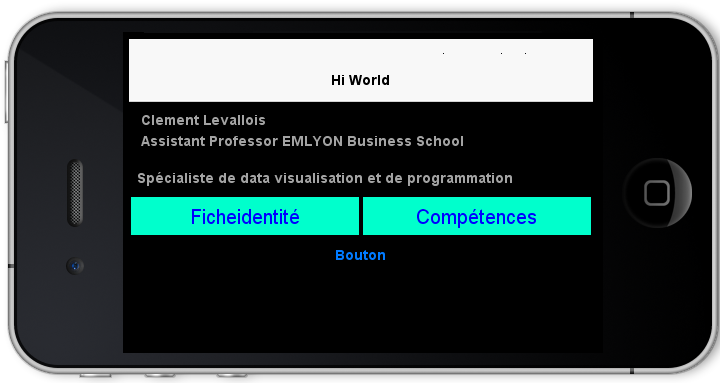 Hi World
Clement Levallois
Assistant Professor EMLYON Business School
Spécialiste de data visualisation et de programmation
Ficheidentité Compétences
Bouton